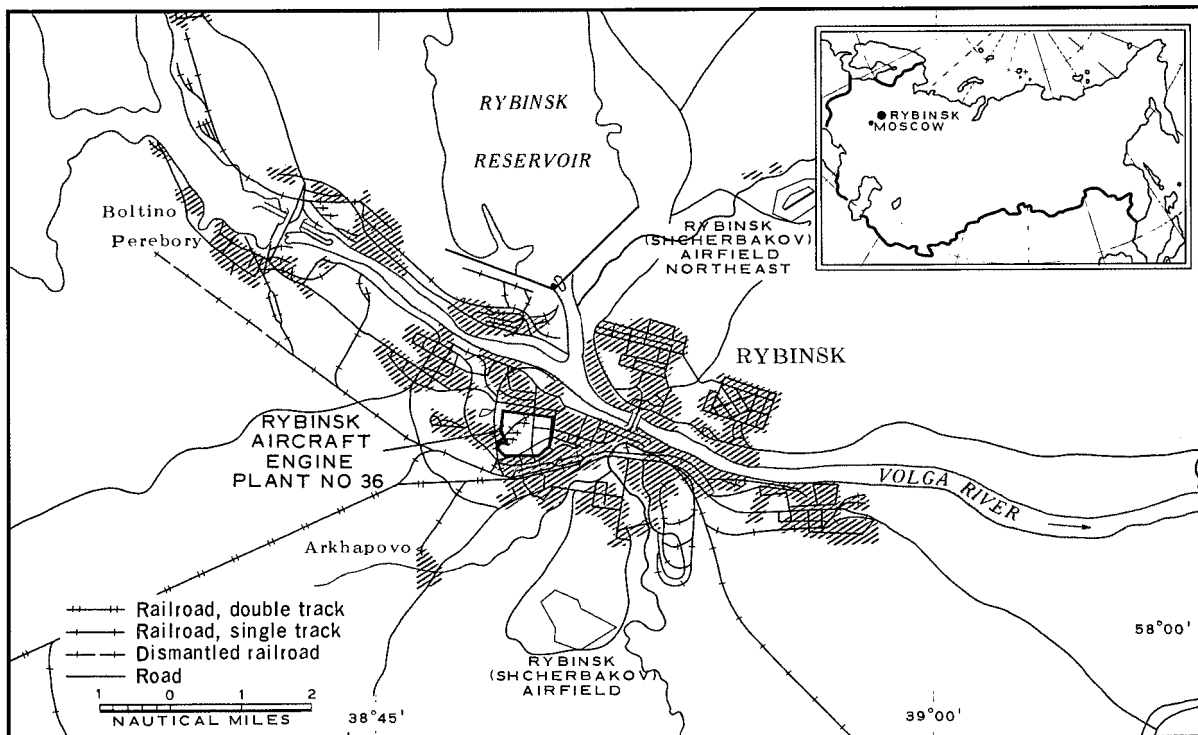 RYBINSK
RESERVOIR
RYBINSK
MOSCOW
Boltino
Perebory
RYBINSK
(SHCHERBAKOV)
AIRFIELD
NORTHEAST
RYBINSK
RYBINSK
AIRCRAFT
ENGINE
PLANT NO 36
VOLGA RIVER
Arkhapovo
Railroad, double track
Railroad, single track
Dismantled railroad
Road
1 0 1 2
NAUTICAL MILES
RYBINSK
(SHCHERBAKOV)
AIRFIELD
58°00'
38°45'
39°00'